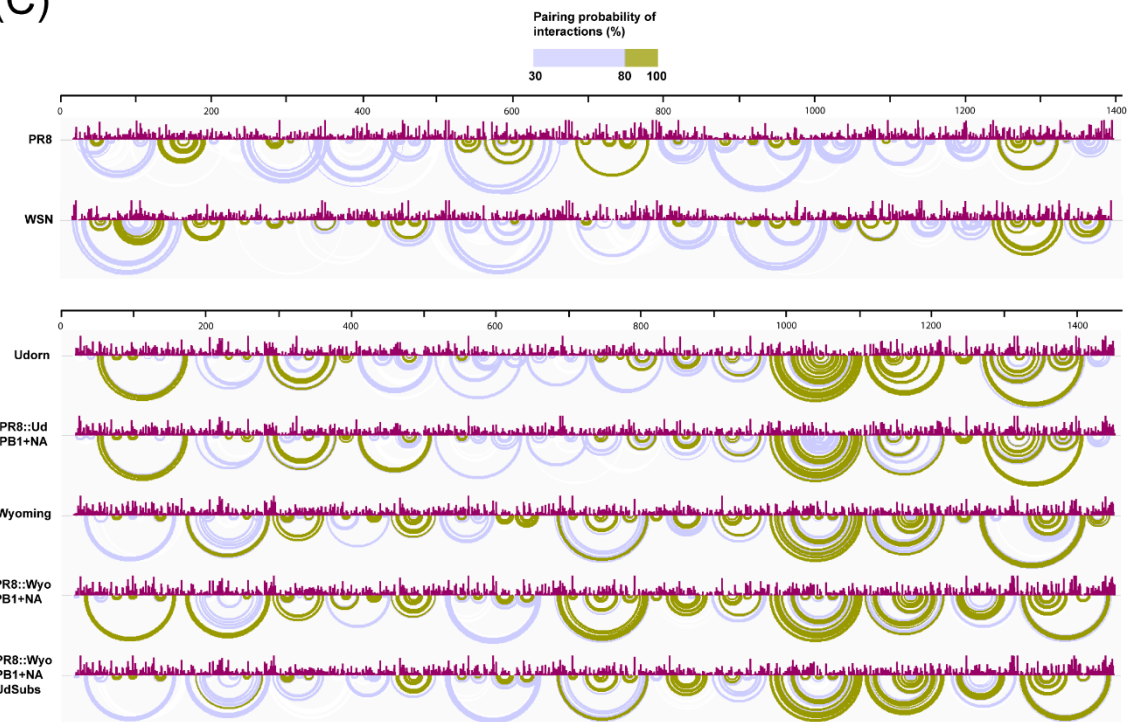 (C)
Pairing probability of
interactions (%)
30 80 100
0 200 400 600 800 1000 1200 1400
PR8
WSN
0 200 400 600 800 1000 1200 1400
Udorn
PR8::Ud
PB1+NA
Wyoming
PR8::Wyo
PB1+NA
PR8::Wyo
PB1+NA
UdSubs